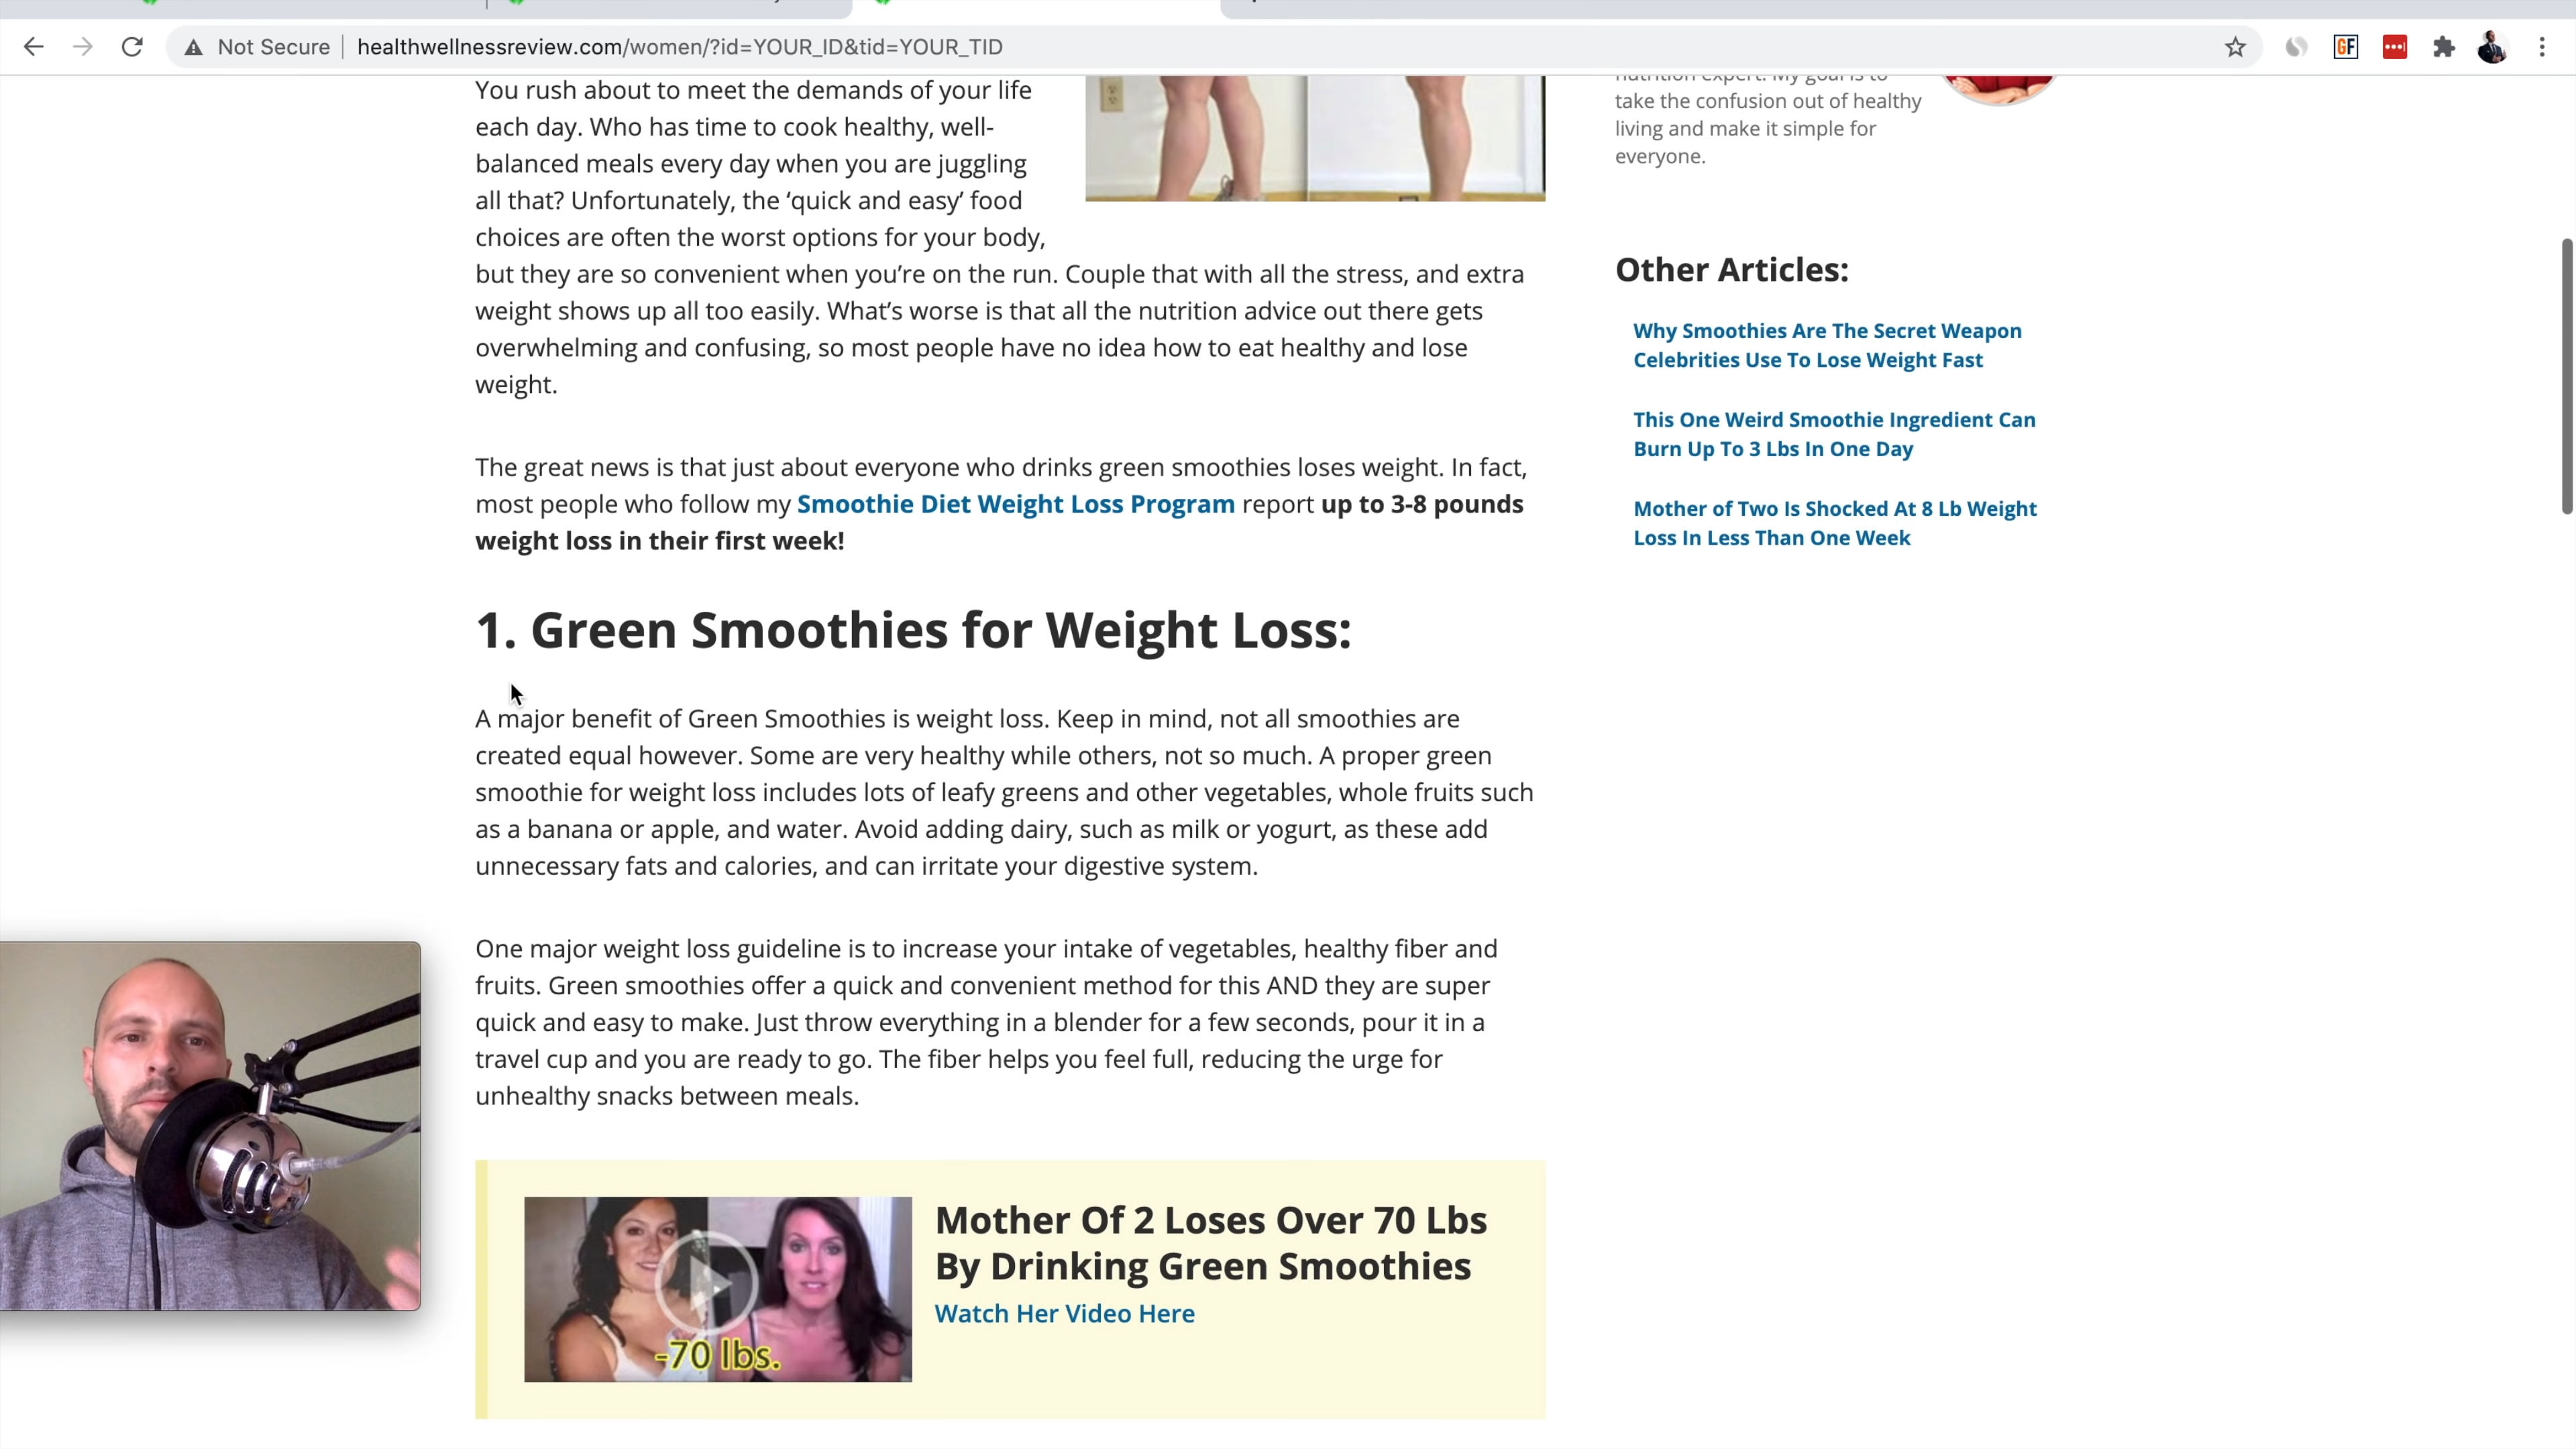 Not Secure
healthwellnessreview.com/women/?id=YOUR_ID&tid=YOUR_TID
GF
You rush about to meet the demands of your life
each day. Who has time to cook healthy, well-
balanced meals every day when you are juggling
all that? Unfortunately, the ‘quick and easy’ food
choices are often the worst options for your body,
but they are so convenient when you’re on the run. Couple that with all the stress, and extra
weight shows up all too easily. What’s worse is that all the nutrition advice out there gets
overwhelming and confusing, so most people have no idea how to eat healthy and lose
weight.
The great news is that just about everyone who drinks green smoothies loses weight. In fact,
most people who follow my Smoothie Diet Weight Loss Program report up to 3-8 pounds
weight loss in their first week!
1. Green Smoothies for Weight Loss:
A major benefit of Green Smoothies is weight loss. Keep in mind, not all smoothies are
created equal however. Some are very healthy while others, not so much. A proper green
smoothie for weight loss includes lots of leafy greens and other vegetables, whole fruits such
as a banana or apple, and water. Avoid adding dairy, such as milk or yogurt, as these add
unnecessary fats and calories, and can irritate your digestive system.
One major weight loss guideline is to increase your intake of vegetables, healthy fiber and
fruits. Green smoothies offer a quick and convenient method for this AND they are super
quick and easy to make. Just throw everything in a blender for a few seconds, pour it in a
travel cup and you are ready to go. The fiber helps you feel full, reducing the urge for
unhealthy snacks between meals.
-70 lbs.
Mother Of 2 Loses Over 70 Lbs
By Drinking Green Smoothies
Watch Her Video Here
nutrition expert. My goal is to
take the confusion out of healthy
living and make it simple for
everyone.
Other Articles:
Why Smoothies Are The Secret Weapon
Celebrities Use To Lose Weight Fast
This One Weird Smoothie Ingredient Can
Burn Up To 3 Lbs In One Day
Mother of Two Is Shocked At 8 Lb Weight
Loss In Less Than One Week